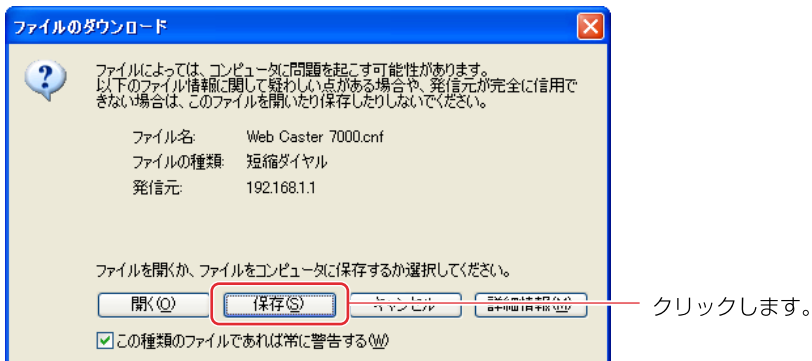 ファイルのダウンロード
ファイルによっては、コンピュータに問題を起こす可能性があります。
以下のファイル情報に関して疑わしい点がある場合や、発信元が完全に信用で
きない場合は、このファイルを開いたり保存したりしないでください。
ファイル名: Web Caster 7000.cnf
ファイルの種類: 短縮ダイヤル
発信元: 192.168.1.1
ファイルを開くか、ファイルをコンピュータに保存するか選択してください。
開く(O) 保存(S) キャンセル 詳細情報(M) クリックします。
この種類のファイルであれば常に警告する(W)